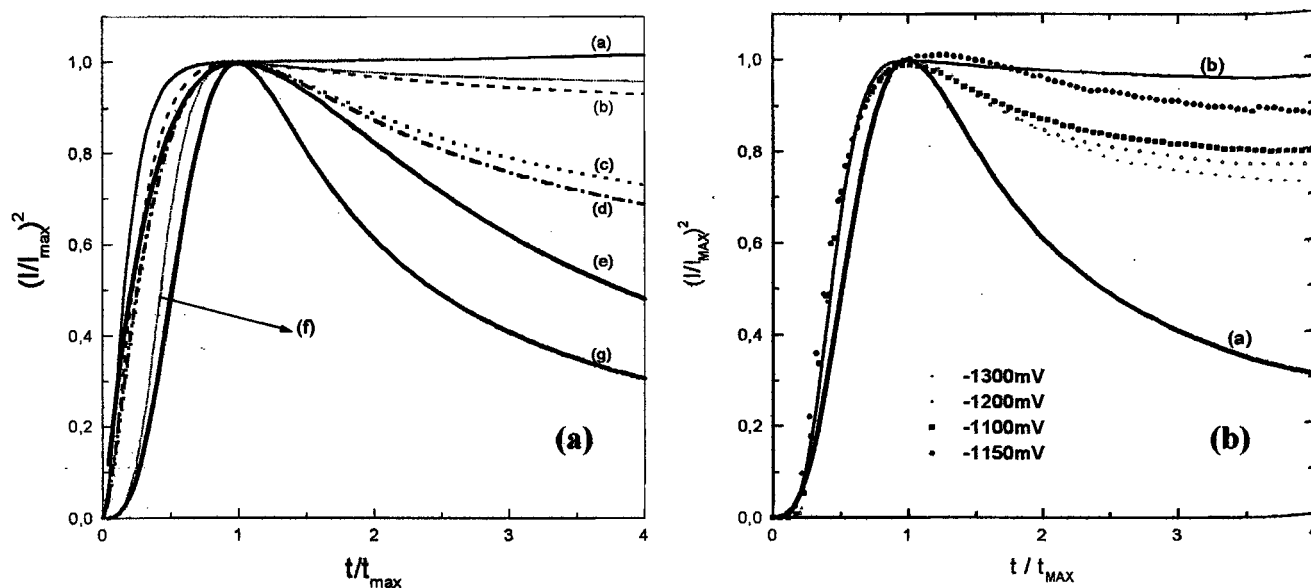 (I/I_max)²
1,0
0,8
0,6
0,4
0,2
0,0
(a)
(b)
(c)
(d)
(e)
(f)
(g)
(a)
0
1
2
3
4
t/t_max
(I/I_MAX)²
1,0
0,8
0,6
0,4
0,2
0,0
(b)
(a)
-1300mV
-1200mV
-1100mV
-1150mV
(b)
0
1
2
3
4
t / t_MAX